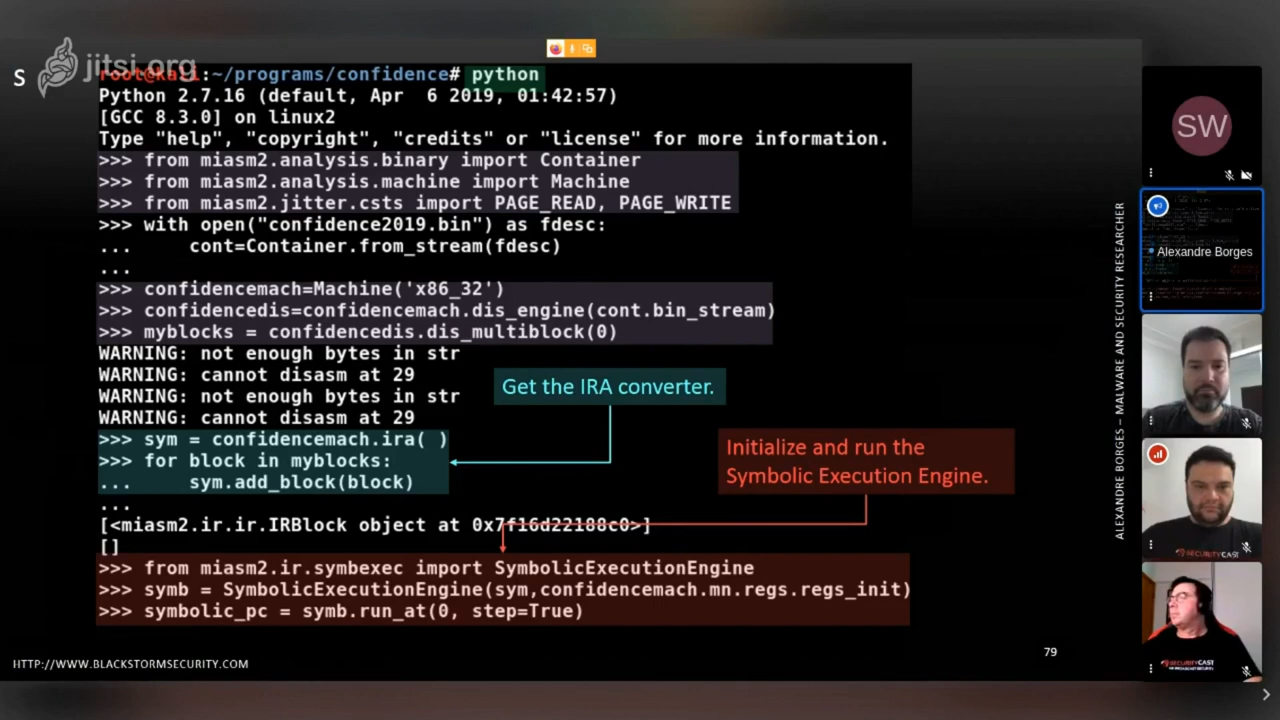 S
jitsi.org
root@kali:~/programs/confidence# python
Python 2.7.16 (default, Apr  6 2019, 01:42:57)
[GCC 8.3.0] on linux2
Type "help", "copyright", "credits" or "license" for more information.
>>> from miasm2.analysis.binary import Container
>>> from miasm2.analysis.machine import Machine
>>> from miasm2.jitter.csts import PAGE_READ, PAGE_WRITE
>>> with open("confidence2019.bin") as fdesc:
...     cont=Container.from_stream(fdesc)
...
>>> confidencemach=Machine('x86_32')
>>> confidencedis=confidencemach.dis_engine(cont.bin_stream)
>>> myblocks = confidencedis.dis_multiblock(0)
WARNING: not enough bytes in str
WARNING: cannot disasm at 29
WARNING: not enough bytes in str
WARNING: cannot disasm at 29
Get the IRA converter.
>>> sym = confidencemach.ira( )
>>> for block in myblocks:
...     sym.add_block(block)
...
Initialize and run the
Symbolic Execution Engine.
[<miasm2.ir.ir.IRBlock object at 0x7f16d22188c0>]
[]
>>> from miasm2.ir.symbexec import SymbolicExecutionEngine
>>> symb = SymbolicExecutionEngine(sym,confidencemach.mn.regs.regs_init)
>>> symbolic_pc = symb.run_at(0, step=True)
79
HTTP://WWW.BLACKSTORMSECURITY.COM
ALEXANDRE BORGES – MALWARE AND SECURITY RESEARCHER
SW
Alexandre Borges
SECURITYCAST
SECURITYCAST